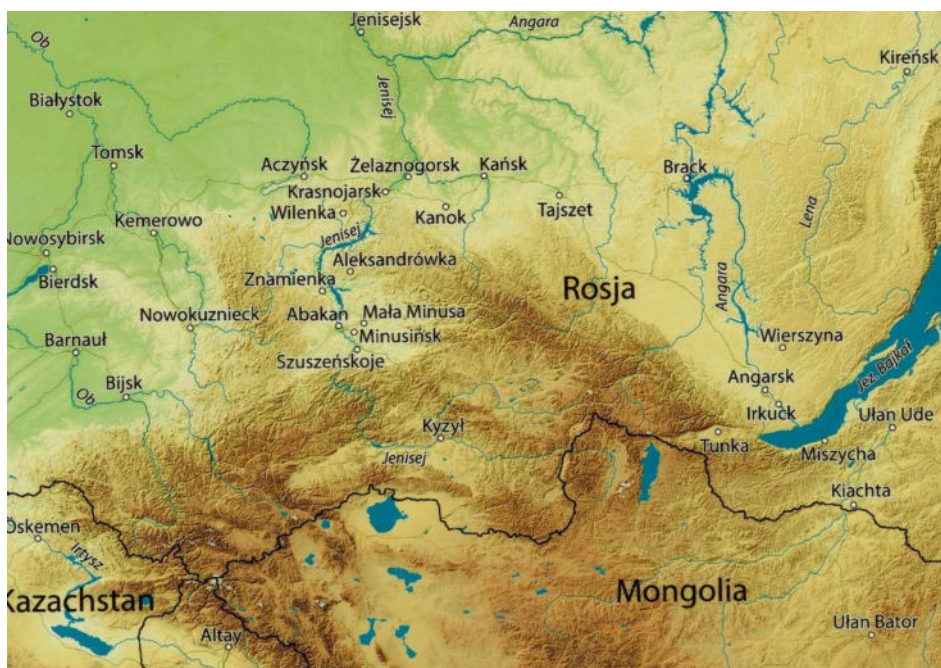 Jenisejsk
Angara
Ob
Kireńsk
Białystok
Jenisej
Tomsk
Aczyńsk
Żelaznogorsk
Kańsk
Brack
Krasnojarsk
Wilenka
Kanok
Tajszet
Lena
Kemerowo
Jenisej
Nowosybirsk
Aleksandrówka
Bierdsk
Znamienka
Rosja
Angara
Nowokuznieck
Abakan
Mała Minusa
Minusińsk
Wierszyna
Barnauł
Szuszeńskoje
Jez. Bajkał
Bijsk
Angarsk
Ob
Irkuck
Ułan Ude
Kyzył
Tunka
Miszycha
Jenisej
Kiachta
Öskemen
Irtysz
Kazachstan
Mongolia
Altay
Ułan Bator